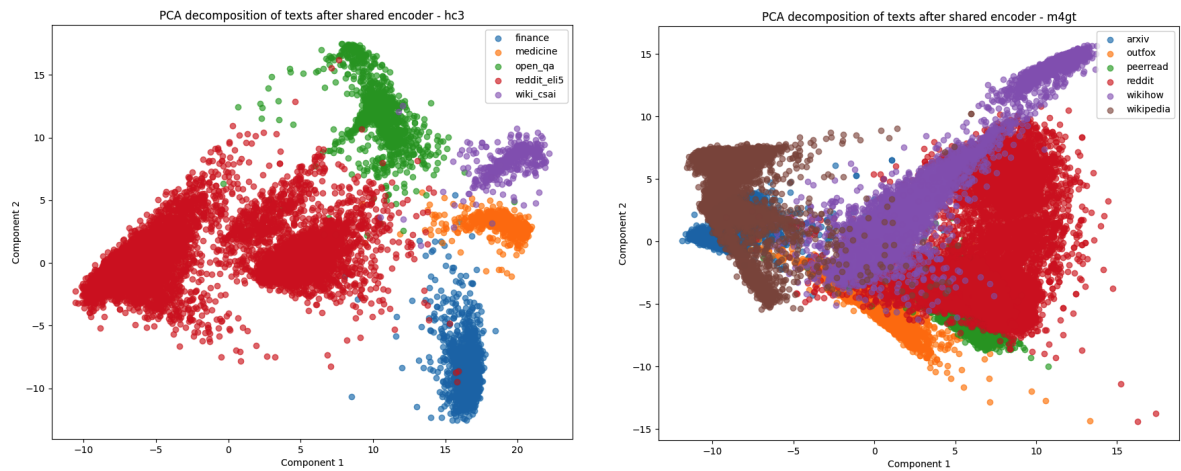 PCA decomposition of texts after shared encoder - hc3
finance
medicine
open_qa
reddit_eli5
wiki_csai
15
10
5
0
−5
−10
Component 2
−10
−5
0
5
10
15
20
Component 1
PCA decomposition of texts after shared encoder - m4gt
arxiv
outfox
peerread
reddit
wikihow
wikipedia
15
10
5
0
−5
−10
−15
Component 2
−10
−5
0
5
10
15
Component 1